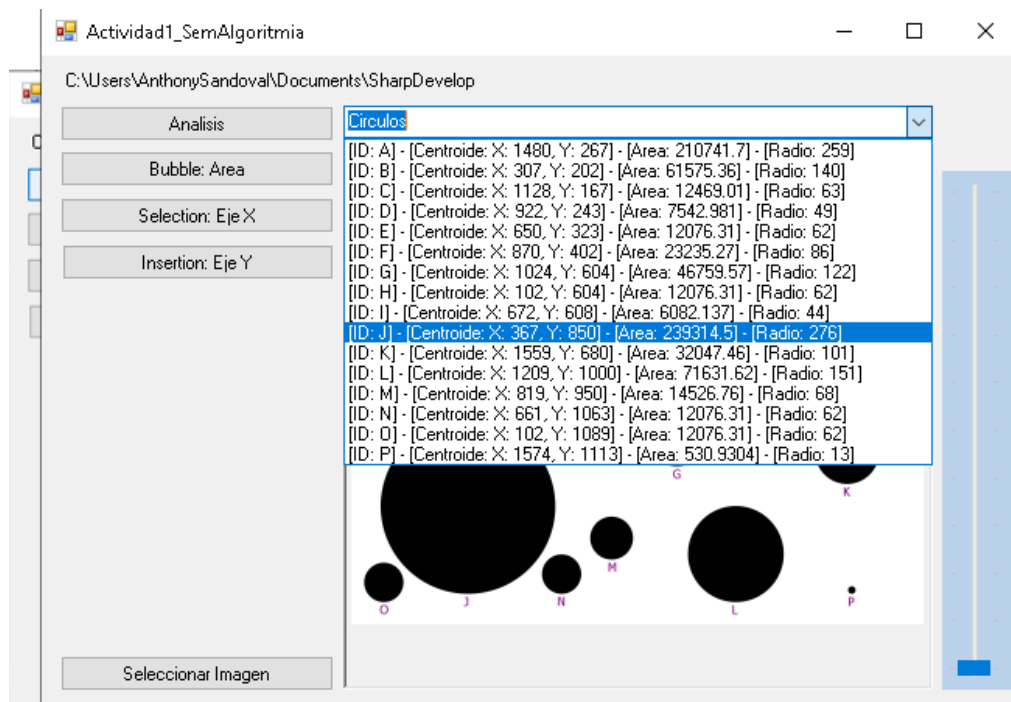 Actividad1_SemAlgoritmia
C:\Users\AnthonySandoval\Documents\SharpDevelop
Analisis
Bubble: Area
Selection: Eje X
Insertion: Eje Y
Circulos
[ID: A] - [Centroide: X: 1480, Y: 267] - [Area: 210741.7] - [Radio: 259]
[ID: B] - [Centroide: X: 307, Y: 202] - [Area: 61575.36] - [Radio: 140]
[ID: C] - [Centroide: X: 1128, Y: 167] - [Area: 12469.01] - [Radio: 63]
[ID: D] - [Centroide: X: 922, Y: 243] - [Area: 7542.981] - [Radio: 49]
[ID: E] - [Centroide: X: 650, Y: 323] - [Area: 12076.31] - [Radio: 62]
[ID: F] - [Centroide: X: 870, Y: 402] - [Area: 23235.27] - [Radio: 86]
[ID: G] - [Centroide: X: 1024, Y: 604] - [Area: 46759.57] - [Radio: 122]
[ID: H] - [Centroide: X: 102, Y: 604] - [Area: 12076.31] - [Radio: 62]
[ID: I] - [Centroide: X: 672, Y: 608] - [Area: 6082.137] - [Radio: 44]
[ID: J] - [Centroide: X: 367, Y: 850] - [Area: 239314.5] - [Radio: 276]
[ID: K] - [Centroide: X: 1559, Y: 680] - [Area: 32047.46] - [Radio: 101]
[ID: L] - [Centroide: X: 1209, Y: 1000] - [Area: 71631.62] - [Radio: 151]
[ID: M] - [Centroide: X: 819, Y: 950] - [Area: 14526.76] - [Radio: 68]
[ID: N] - [Centroide: X: 661, Y: 1063] - [Area: 12076.31] - [Radio: 62]
[ID: O] - [Centroide: X: 102, Y: 1089] - [Area: 12076.31] - [Radio: 62]
[ID: P] - [Centroide: X: 1574, Y: 1113] - [Area: 530.9304] - [Radio: 13]
G
K
M
O
J
N
L
P
Seleccionar Imagen